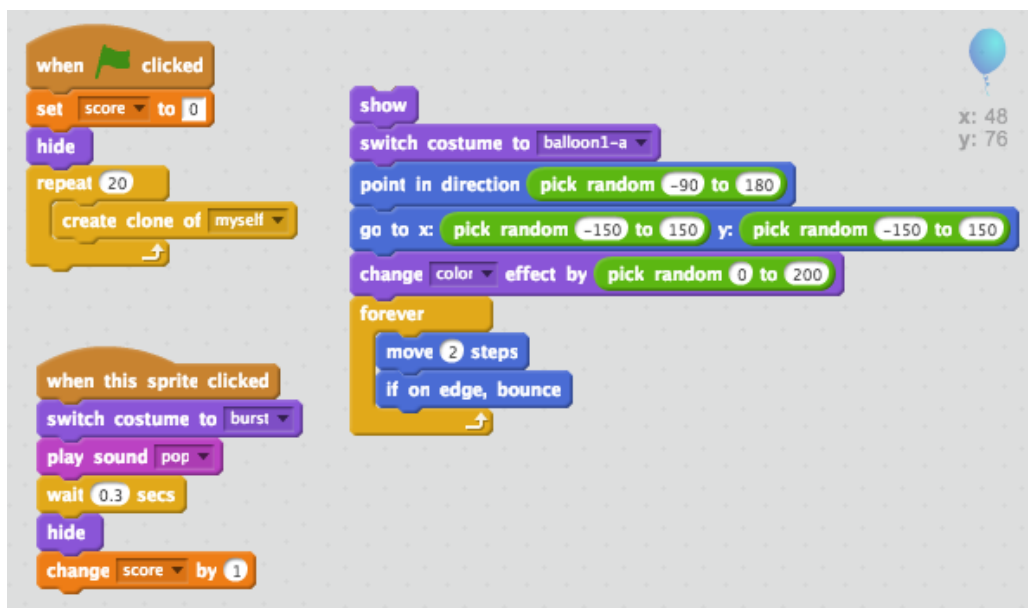 when clicked
set score to 0
hide
repeat 20
create clone of myself
when this sprite clicked
switch costume to burst
play sound pop
wait 0.3 secs
hide
change score by 1
show
switch costume to balloon1-a
point in direction pick random -90 to 180
go to x: pick random -150 to 150 y: pick random -150 to 150
change color effect by pick random 0 to 200
forever
move 2 steps
if on edge, bounce
x: 48
y: 76